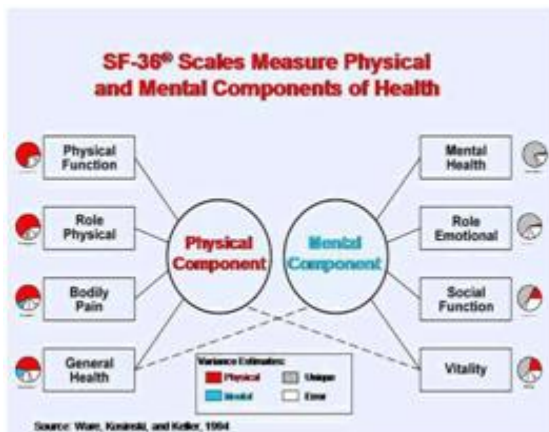 SF-36® Scales Measure Physical
and Mental Components of Health
Physical
Function
Role
Physical
Bodily
Pain
General
Health
Physical
Component
Mental
Component
Mental
Health
Role
Emotional
Social
Function
Vitality
Variance Estimates:
Physical
Unique
Mental
Error
Source: Ware, Kosinski, and Keller, 1994